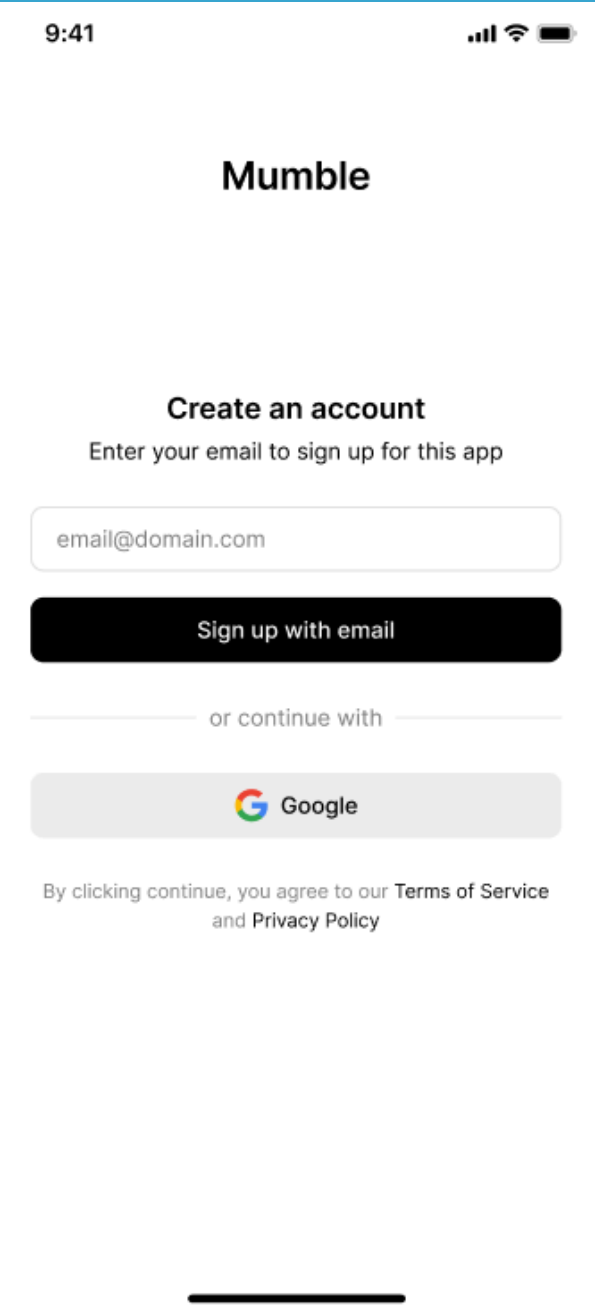 9:41
Mumble
Create an account
Enter your email to sign up for this app
email@domain.com
Sign up with email
or continue with
Google
By clicking continue, you agree to our Terms of Service
and Privacy Policy